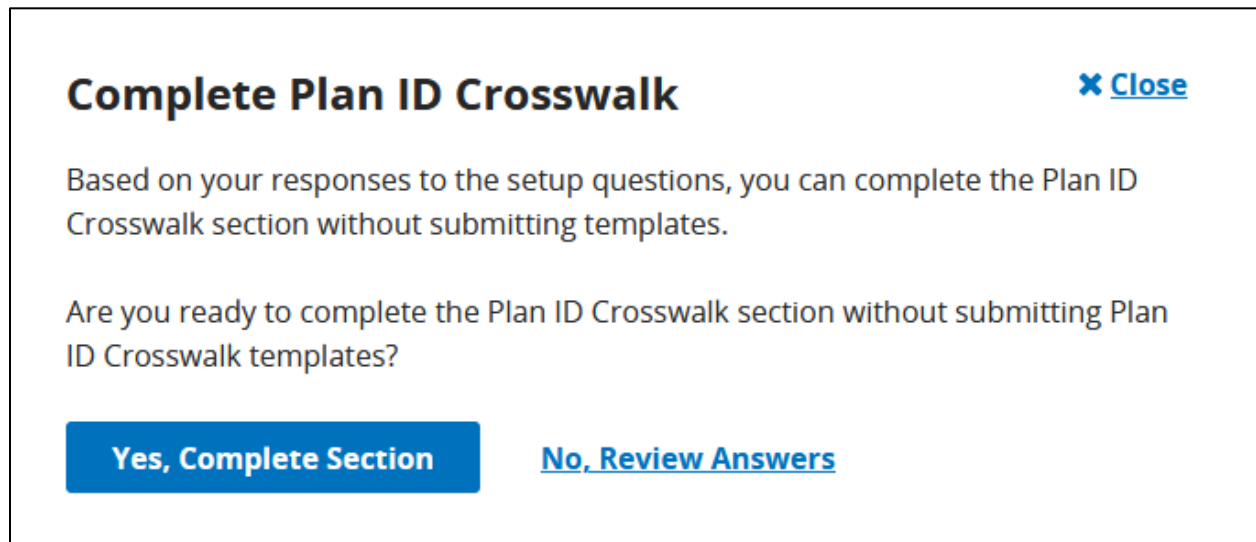 Complete Plan ID Crosswalk
✖ Close
Based on your responses to the setup questions, you can complete the Plan ID
Crosswalk section without submitting templates.
Are you ready to complete the Plan ID Crosswalk section without submitting Plan
ID Crosswalk templates?
Yes, Complete Section
No, Review Answers